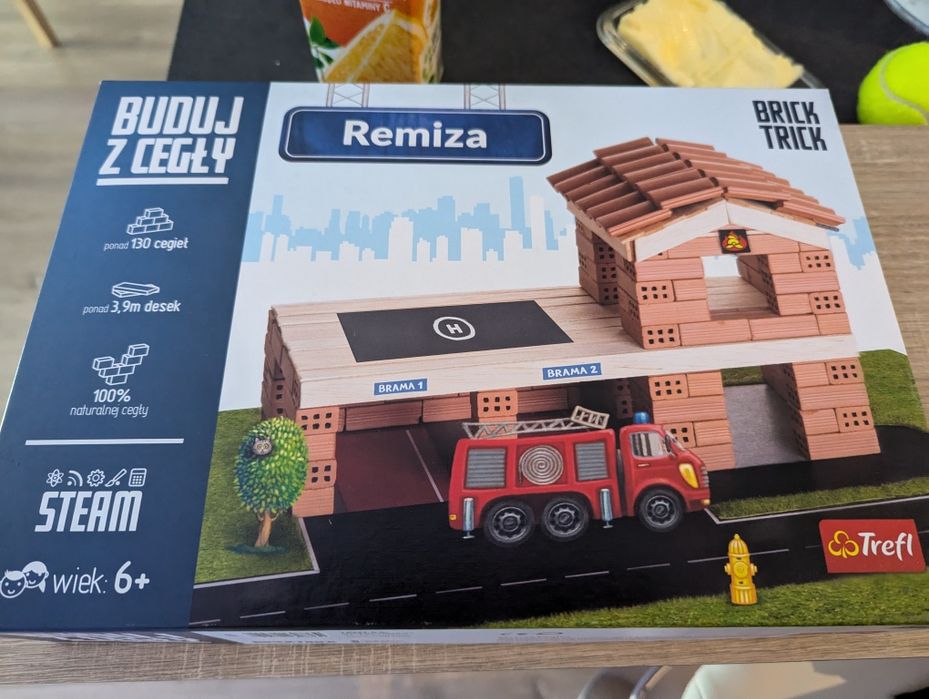 WITAMINY C
BUDUJ
Z CEGŁY
ponad 130 cegieł
ponad 3,9m desek
100%
naturalnej cegły
STEAM
wiek: 6+
Remiza
BRICK
TRICK
H
BRAMA 1
BRAMA 2
Trefl